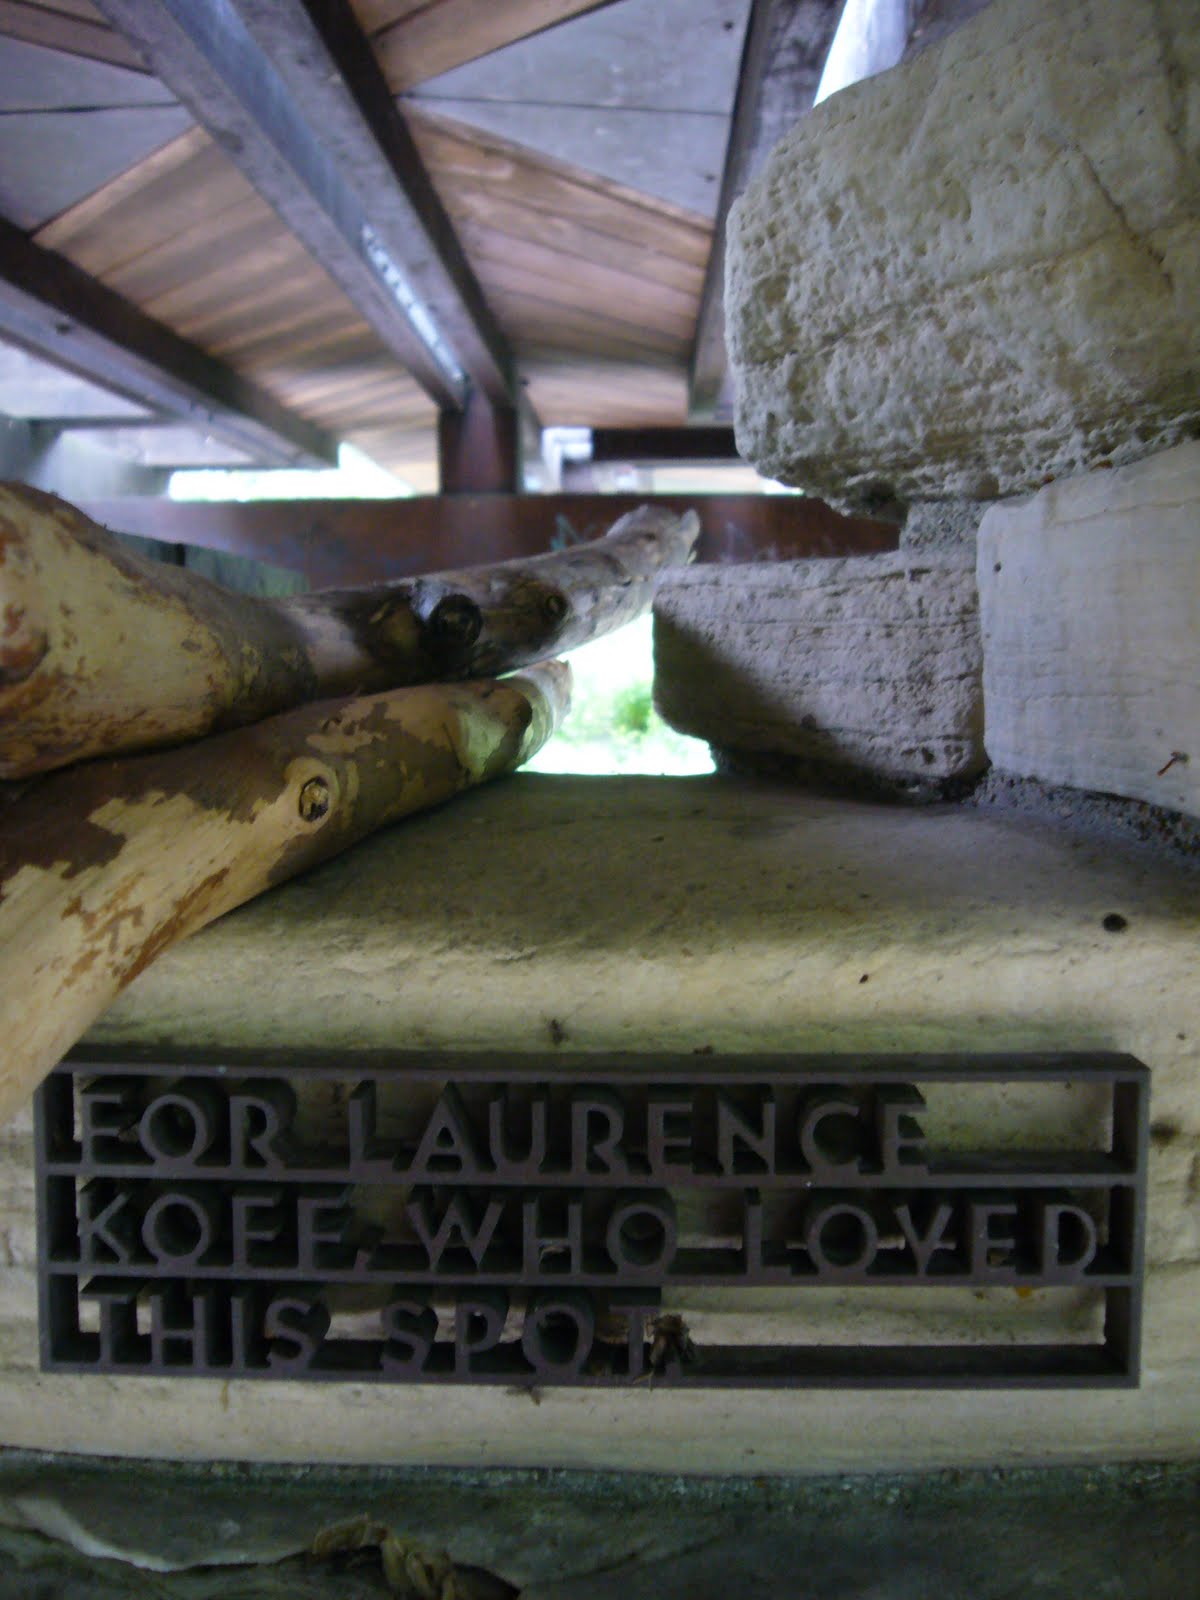 FOR LAURENCE
KOFF, WHO LOVED
THIS SPOT.